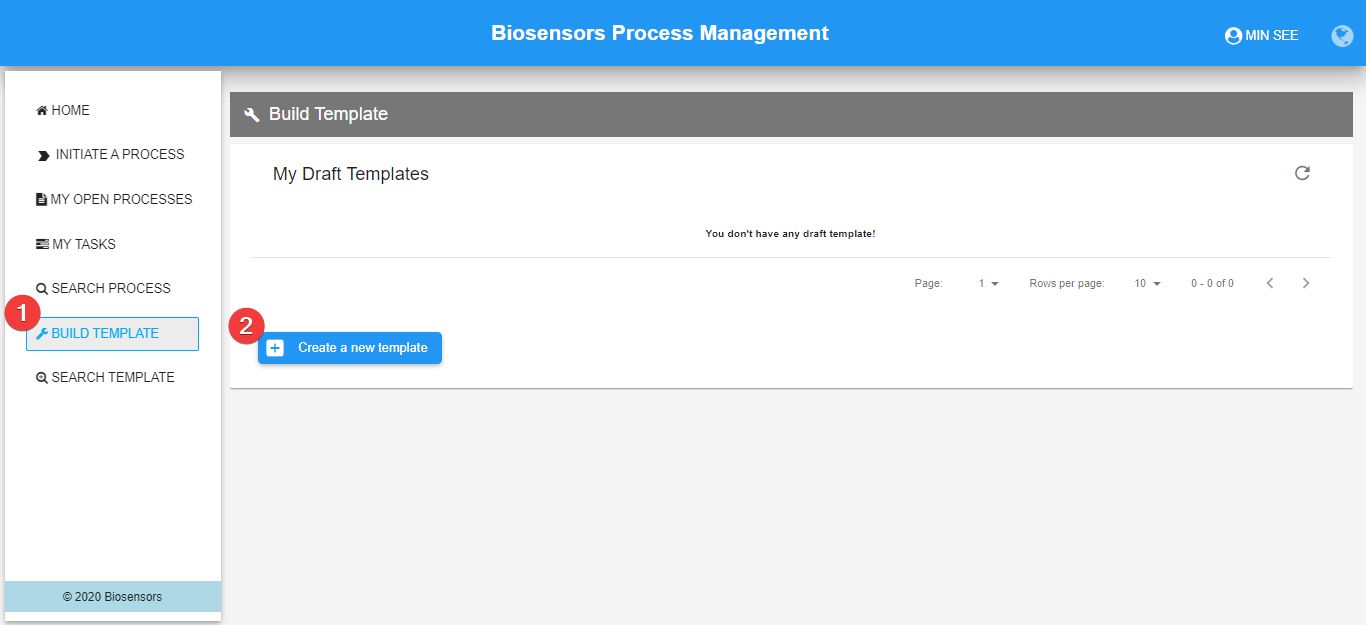 Biosensors Process Management
MIN SEE
HOME
INITIATE A PROCESS
MY OPEN PROCESSES
MY TASKS
SEARCH PROCESS
1
BUILD TEMPLATE
SEARCH TEMPLATE
© 2020 Biosensors
Build Template
My Draft Templates
You don't have any draft template!
Page: 1 Rows per page: 10 0 - 0 of 0
2
Create a new template